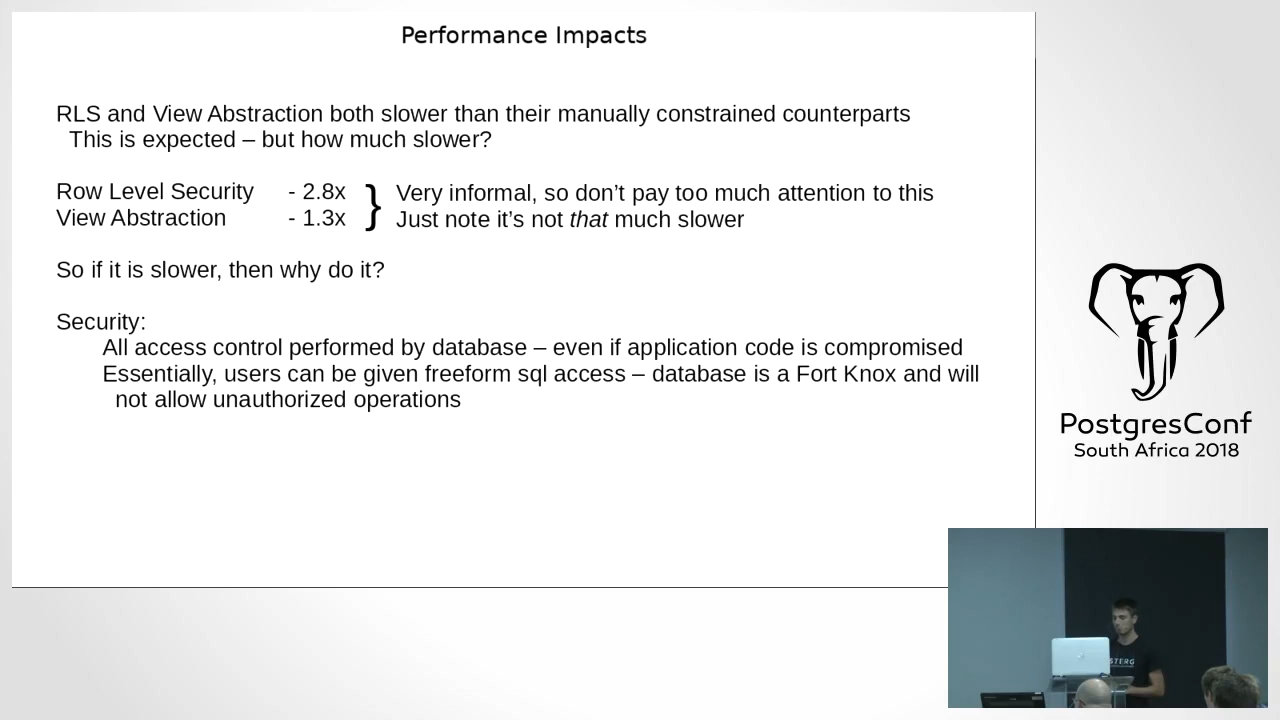 Performance Impacts
RLS and View Abstraction both slower than their manually constrained counterparts
This is expected – but how much slower?
Row Level Security - 2.8x } Very informal, so don’t pay too much attention to this
View Abstraction - 1.3x Just note it’s not that much slower
So if it is slower, then why do it?
Security:
All access control performed by database – even if application code is compromised
Essentially, users can be given freeform sql access – database is a Fort Knox and will
not allow unauthorized operations
PostgresConf
South Africa 2018